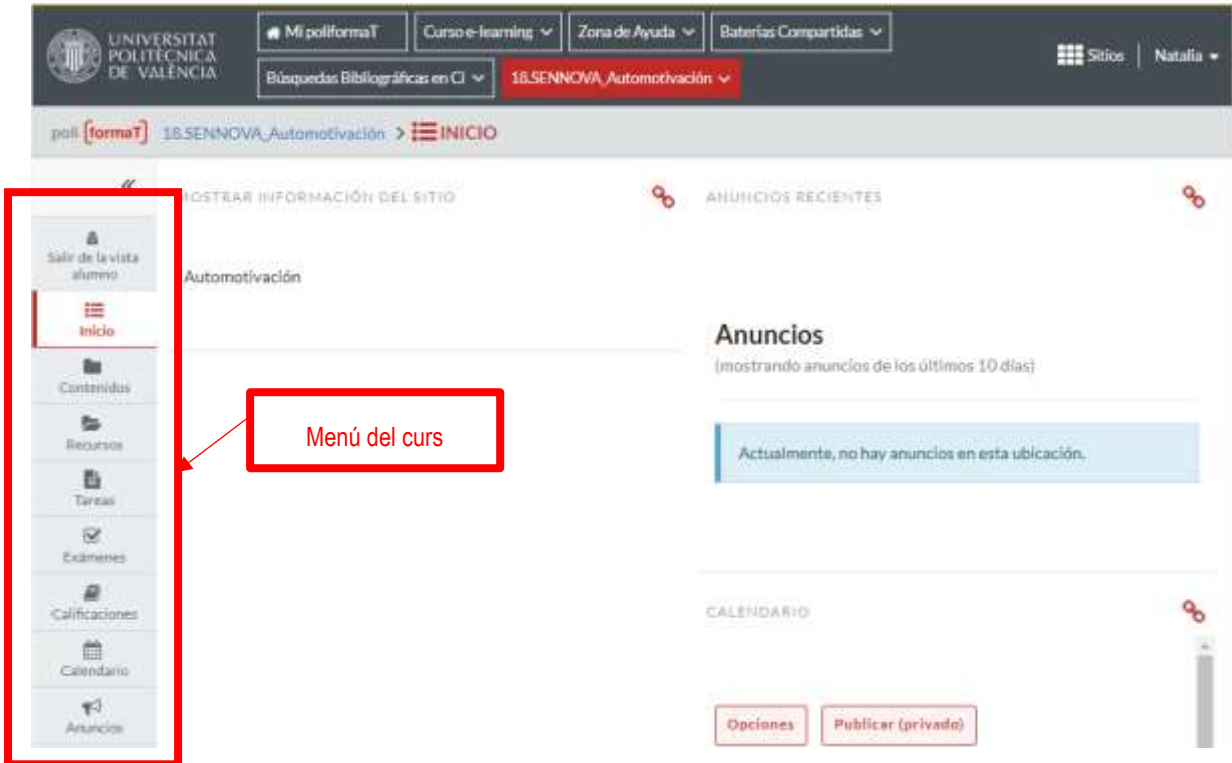 UNIVERSITAT
POLITÈCNICA
DE VALÈNCIA
Mi poliformaT
Curso e-learning
Zona de Ayuda
Baterías Compartidas
Búsquedas Bibliográficas en CI
18.SENNOVA_Automotivación
Sitios
Natalia
poli [formaT]
18.SENNOVA_Automotivación > INICIO
MOSTRAR INFORMACIÓN DEL SITIO
ANUNCIOS RECIENTES
Salir de la vista
alumno
Inicio
Contenidos
Recursos
Tareas
Exámenes
Calificaciones
Calendario
Anuncios
Automotivación
Menú del curs
Anuncios
(mostrando anuncios de los últimos 10 días)
Actualmente, no hay anuncios en esta ubicación.
CALENDARIO
Opciones
Publicar (privado)